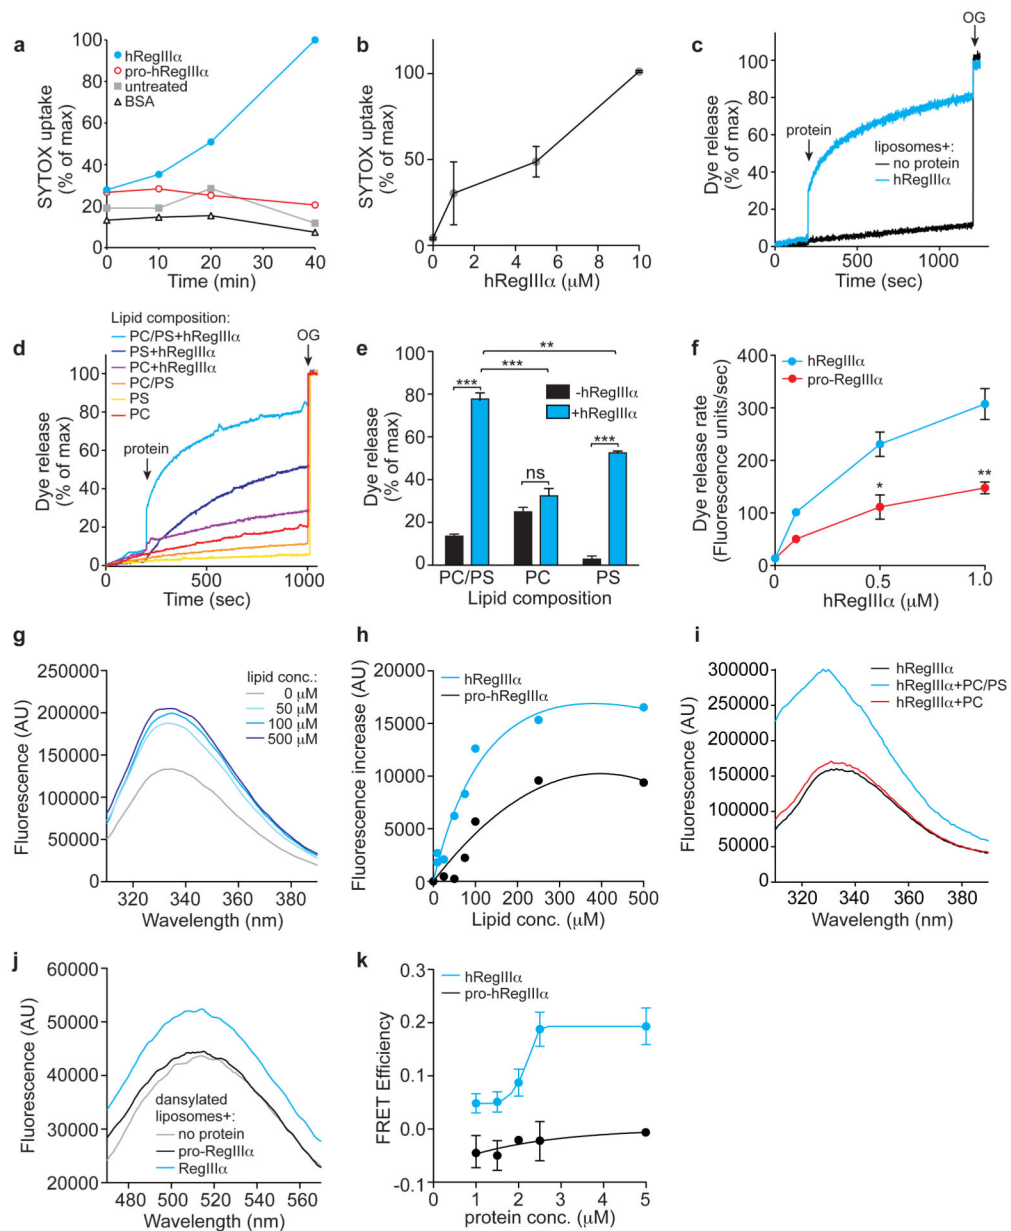 a
100
80
60
40
20
0
SYTOX uptake
(% of max)
hRegIIIα
pro-hRegIIIα
untreated
BSA
0 10 20 30 40
Time (min)
b
100
50
0
SYTOX uptake
(% of max)
0 2 4 6 8 10
hRegIIIα (μM)
c
OG
100
80
60
40
20
0
Dye release
(% of max)
protein
liposomes+:
no protein
hRegIIIα
0 500 1000
Time (sec)
d
Lipid composition:
PC/PS+hRegIIIα
PS+hRegIIIα
PC+hRegIIIα
PC/PS
PS
PC
OG
100
80
60
40
20
0
Dye release
(% of max)
protein
0 500 1000
Time (sec)
e
100
80
60
40
20
0
Dye release
(% of max)
**
***
***
ns
***
-hRegIIIα
+hRegIIIα
PC/PS PC PS
Lipid composition
f
400
300
200
100
0
Dye release rate
(Fluorescence units/sec)
hRegIIIα
pro-RegIIIα
*
**
0 0.5 1.0
hRegIIIα (μM)
g
250000
200000
150000
100000
50000
0
Fluorescence (AU)
lipid conc.:
0 μM
50 μM
100 μM
500 μM
320 340 360 380
Wavelength (nm)
h
20000
15000
10000
5000
0
Fluorescence increase (AU)
hRegIIIα
pro-hRegIIIα
0 100 200 300 400 500
Lipid conc. (μM)
i
300000
250000
200000
150000
100000
50000
0
Fluorescence (AU)
hRegIIIα
hRegIIIα+PC/PS
hRegIIIα+PC
320 340 360 380
Wavelength (nm)
j
60000
50000
40000
30000
20000
Fluorescence (AU)
dansylated
liposomes+:
no protein
pro-RegIIIα
RegIIIα
480 500 520 540 560
Wavelength (nm)
k
0.3
0.2
0.1
0.0
-0.1
FRET Efficiency
hRegIIIα
pro-hRegIIIα
0 1 2 3 4 5
protein conc. (μM)